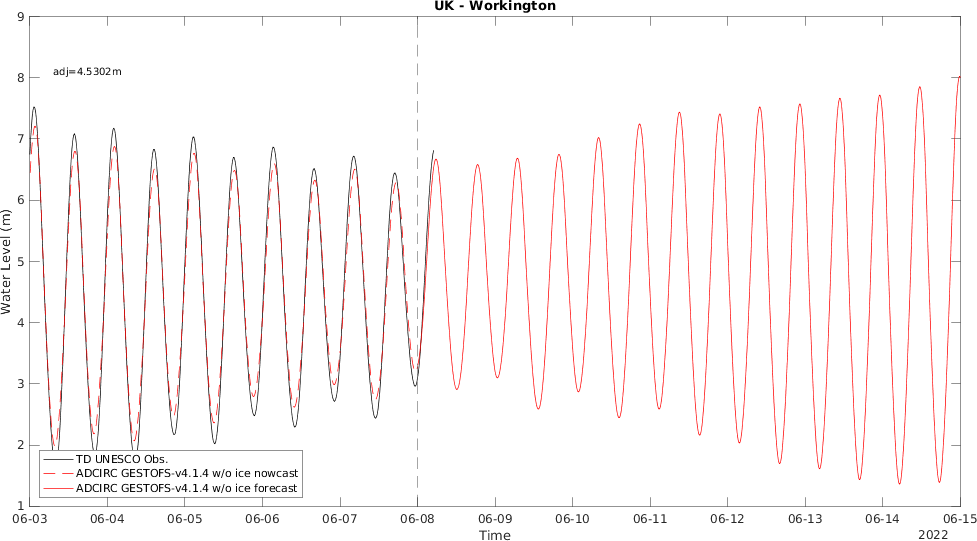 UK - Workington
9
8
7
6
5
4
3
2
1
Water Level (m)
adj=4.5302m
TD UNESCO Obs.
ADCIRC GESTOFS-v4.1.4 w/o ice nowcast
ADCIRC GESTOFS-v4.1.4 w/o ice forecast
06-03 06-04 06-05 06-06 06-07 06-08 06-09 06-10 06-11 06-12 06-13 06-14 06-15
Time
2022